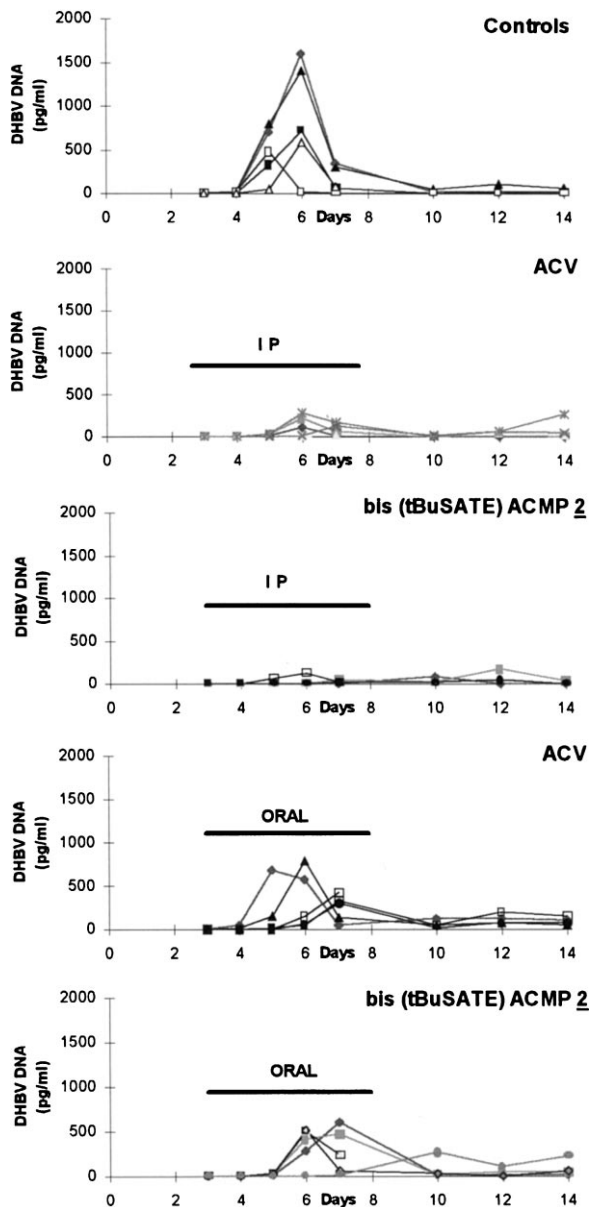 Controls
DHBV DNA
(pg/ml)
2000
1500
1000
500
0
0 2 4 6 Days 8 10 12 14
ACV
DHBV DNA
(pg/ml)
2000
1500
1000
500
0
I P
0 2 4 6 Days 8 10 12 14
bis (tBuSATE) ACMP 2
DHBV DNA
(pg/ml)
2000
1500
1000
500
0
I P
0 2 4 6 Days 8 10 12 14
ACV
DHBV DNA
(pg/ml)
2000
1500
1000
500
0
ORAL
0 2 4 6 Days 8 10 12 14
bis (tBuSATE) ACMP 2
DHBV DNA
(pg/ml)
2000
1500
1000
500
0
ORAL
0 2 4 6 Days 8 10 12 14